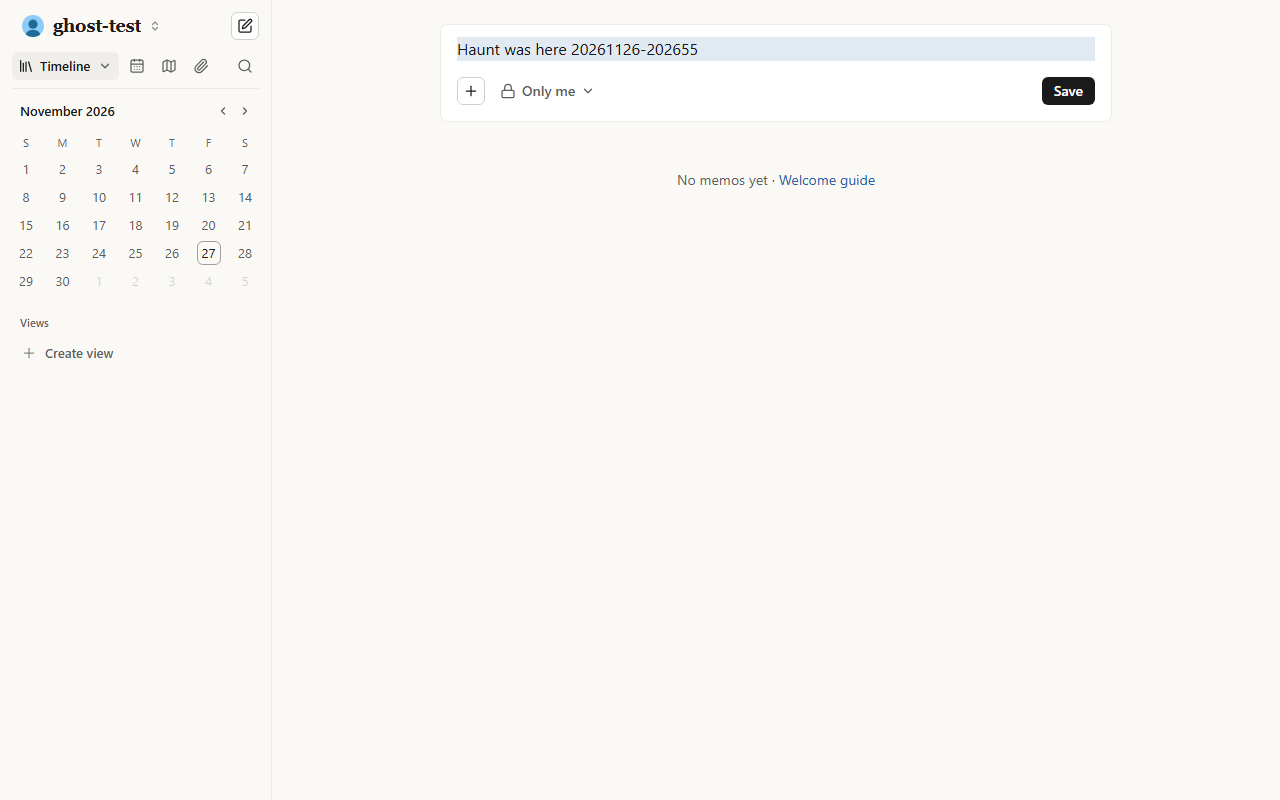 ghost-test
Timeline
November 2026
S M T W T F S
1 2 3 4 5 6 7
8 9 10 11 12 13 14
15 16 17 18 19 20 21
22 23 24 25 26 27 28
29 30 1 2 3 4 5
Views
Create view
Haunt was here 20261126-202655
Only me
Save
No memos yet · Welcome guide